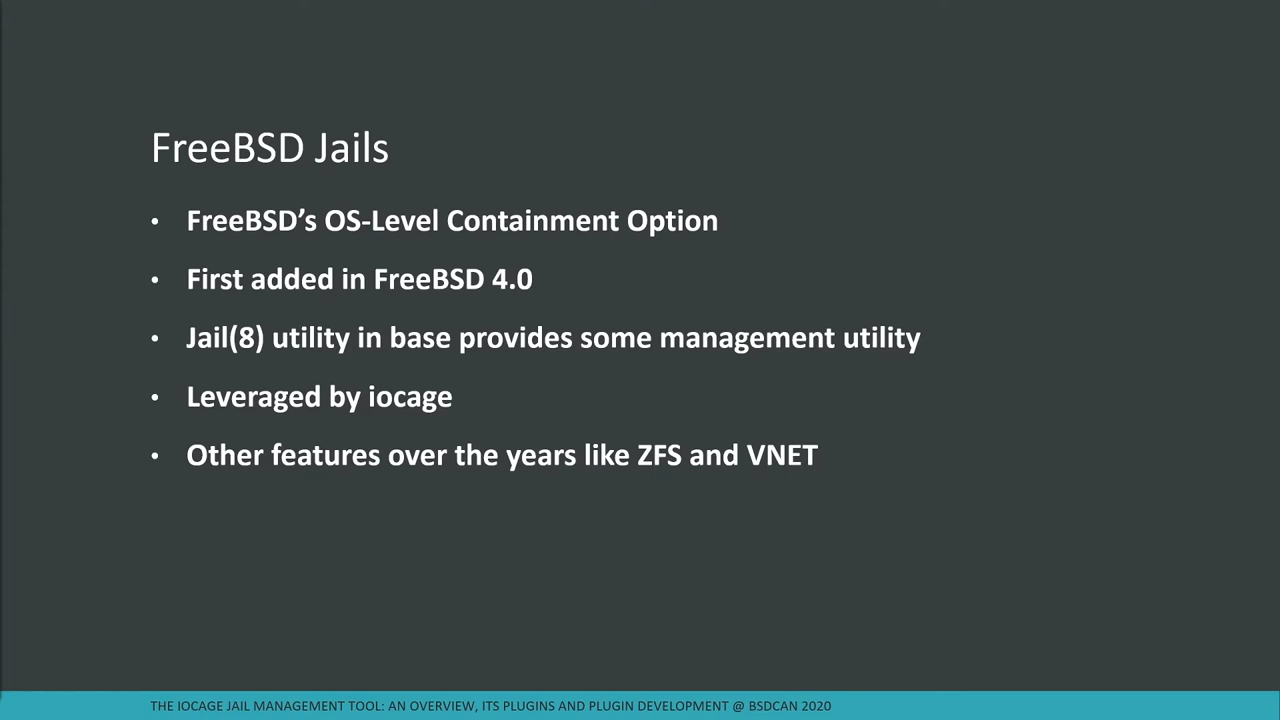 FreeBSD Jails
• FreeBSD’s OS-Level Containment Option
• First added in FreeBSD 4.0
• Jail(8) utility in base provides some management utility
• Leveraged by iocage
• Other features over the years like ZFS and VNET
THE IOCAGE JAIL MANAGEMENT TOOL: AN OVERVIEW, ITS PLUGINS AND PLUGIN DEVELOPMENT @ BSDCAN 2020